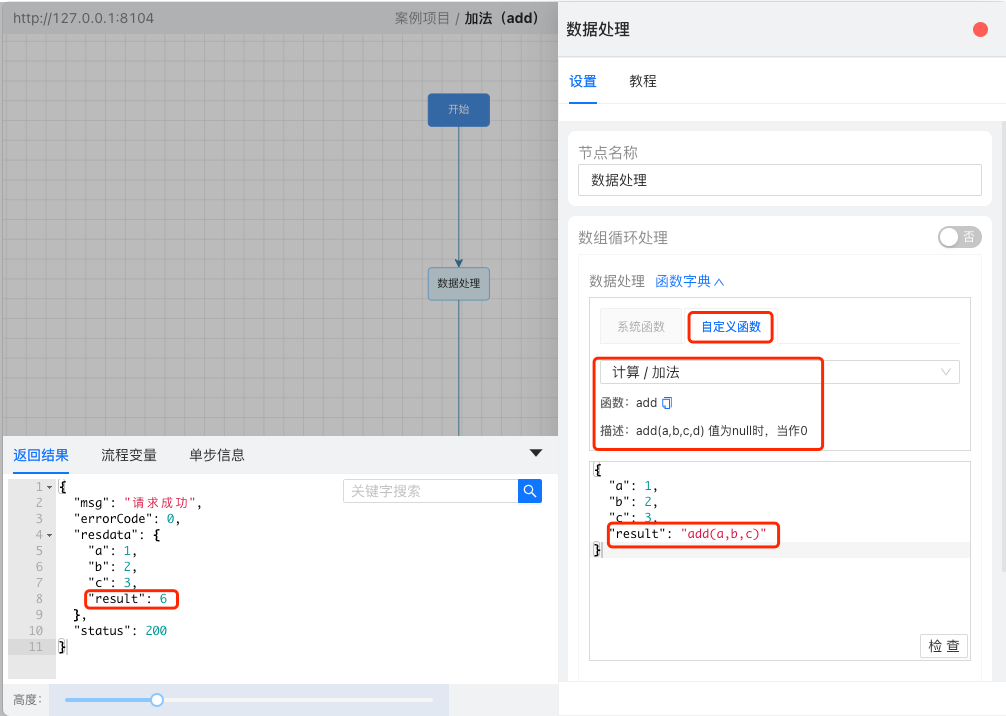 http://127.0.0.1:8104
案例项目 / 加法（add）
开始
数据处理
返回结果 流程变量 单步信息
关键字搜索
1 {
2 "msg": "请求成功",
3 "errorCode": 0,
4 "resdata": {
5 "a": 1,
6 "b": 2,
7 "c": 3,
8 "result": 6
9 },
10 "status": 200
11 }
高度：
数据处理
设置 教程
节点名称
数据处理
数组循环处理 否
数据处理 函数字典
系统函数 自定义函数
计算 / 加法
函数：add
描述：add(a,b,c,d) 值为null时，当作0
{
"a": 1,
"b": 2,
"c": 3,
"result": "add(a,b,c)"
}
检 查